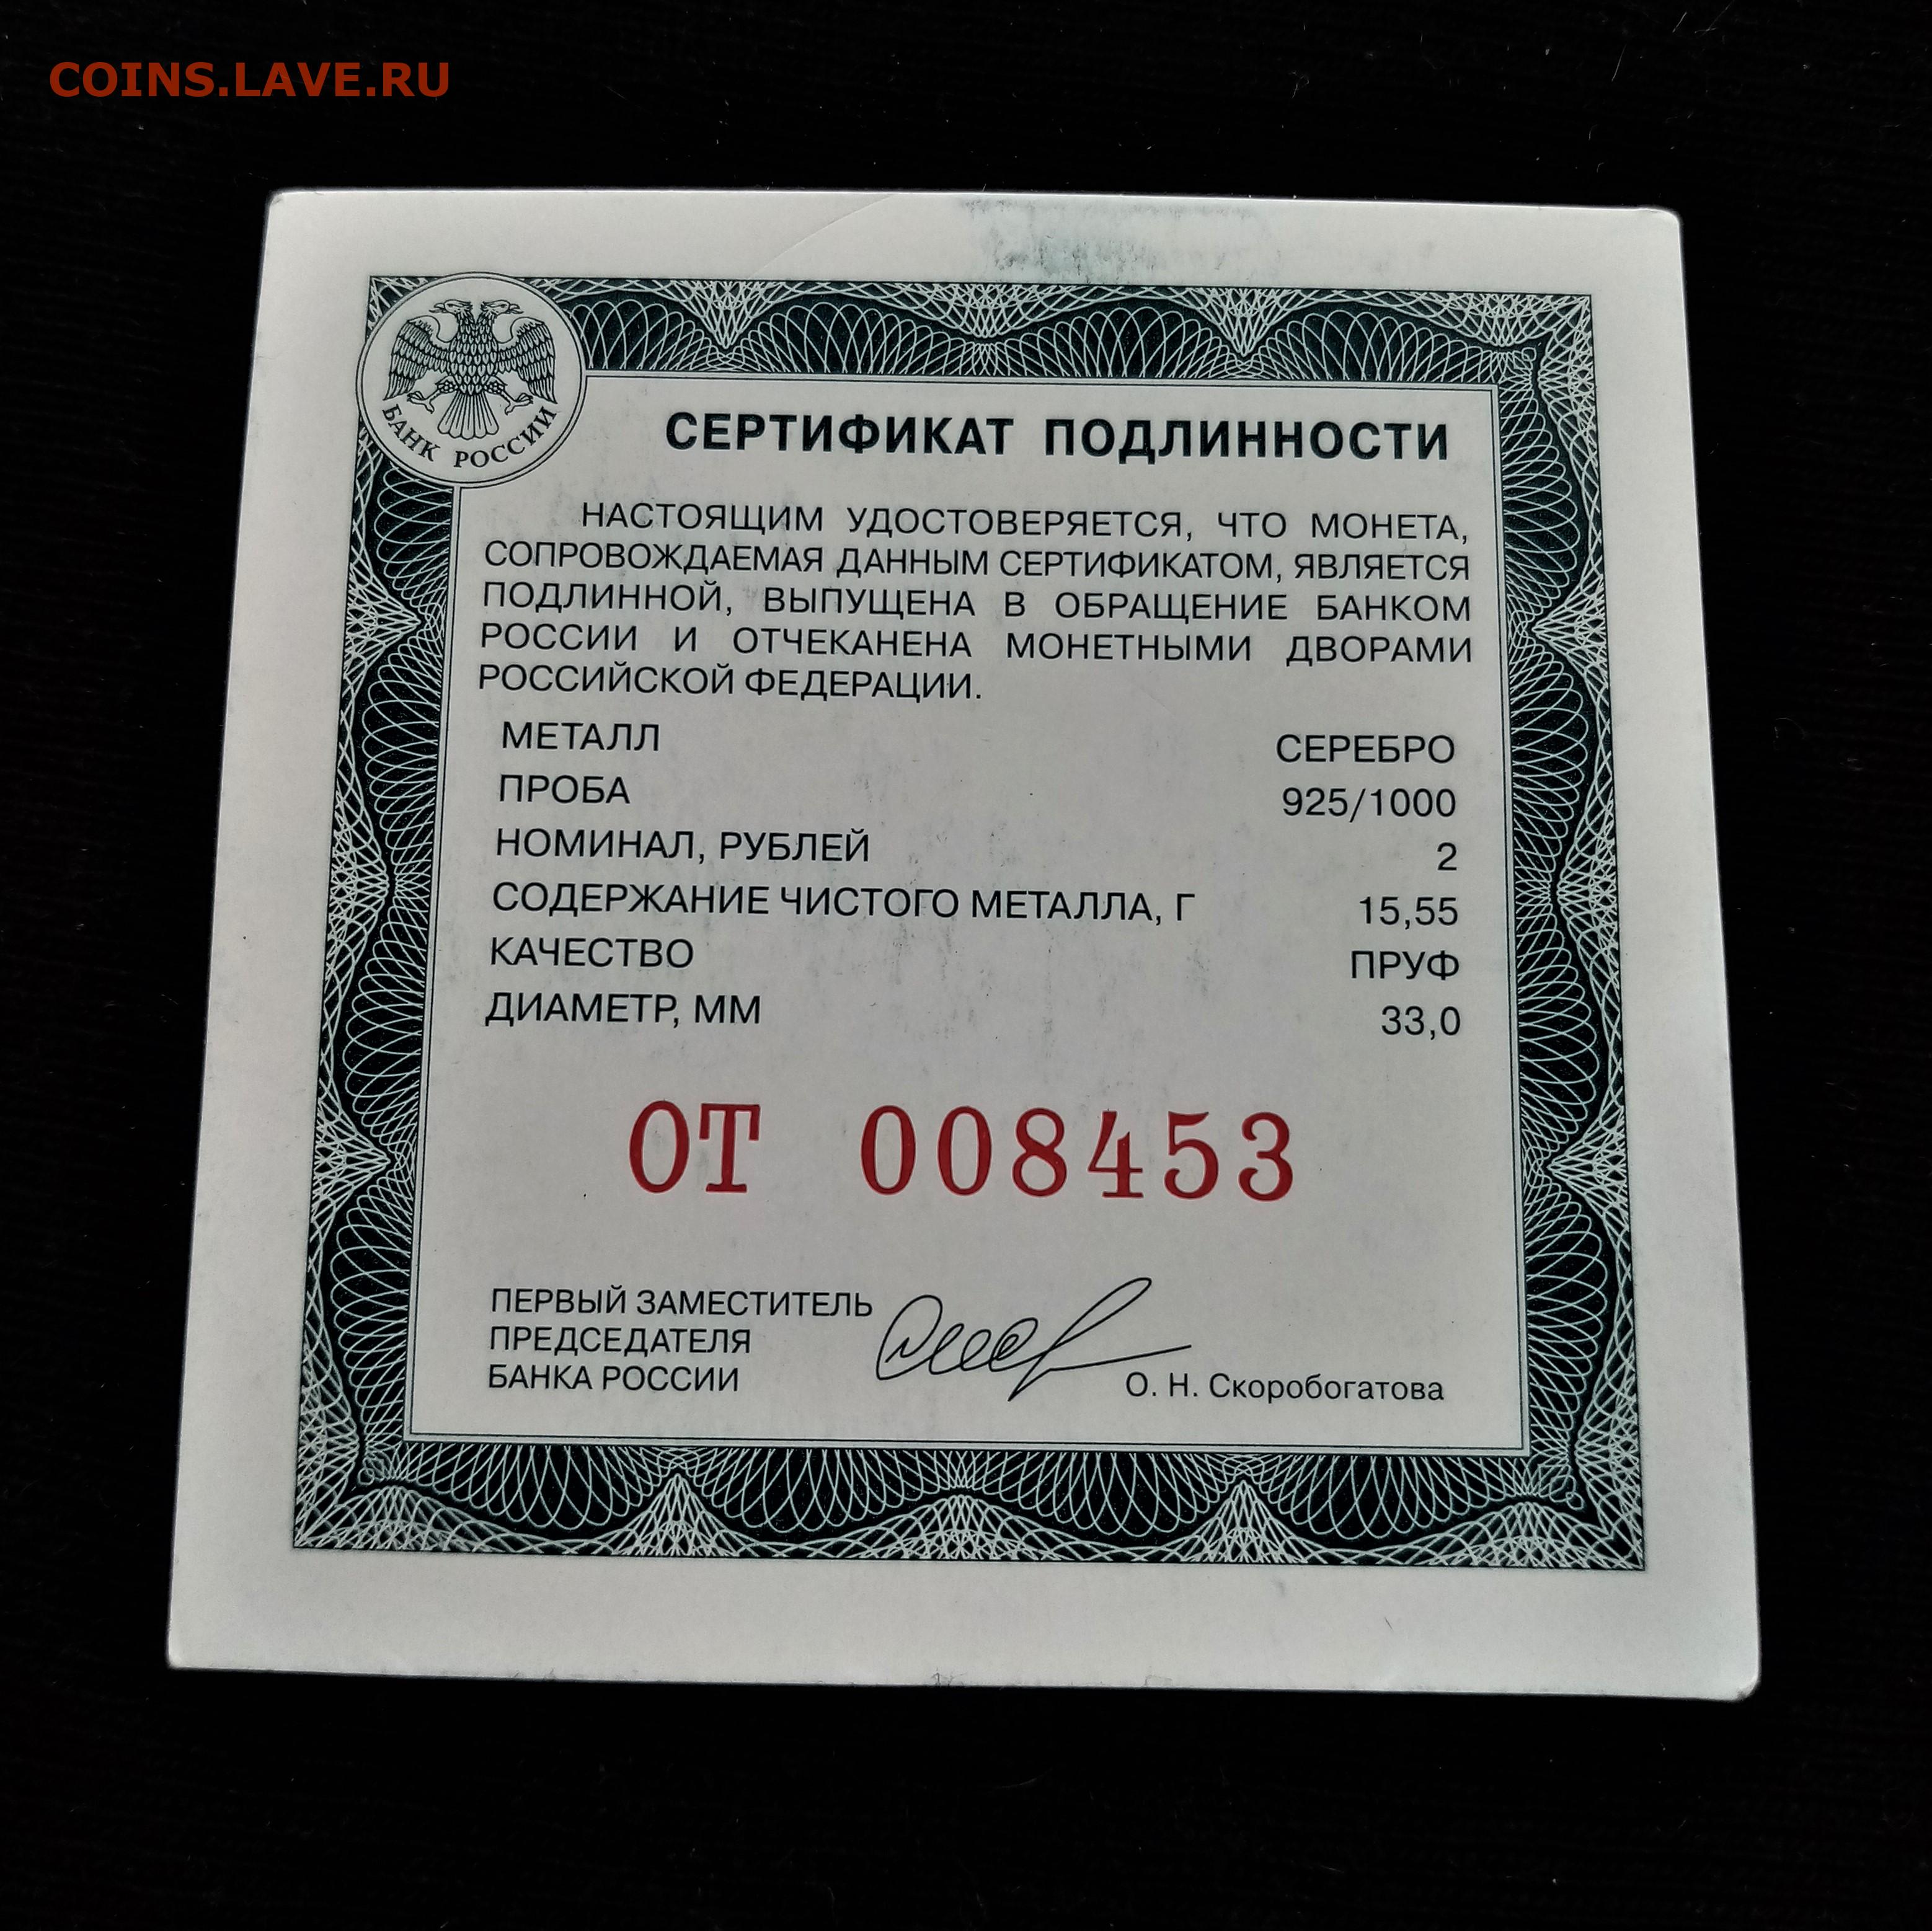 COINS.LAVE.RU
БАНК РОССИИ
СЕРТИФИКАТ ПОДЛИННОСТИ
НАСТОЯЩИМ УДОСТОВЕРЯЕТСЯ, ЧТО МОНЕТА,
СОПРОВОЖДАЕМАЯ ДАННЫМ СЕРТИФИКАТОМ, ЯВЛЯЕТСЯ
ПОДЛИННОЙ, ВЫПУЩЕНА В ОБРАЩЕНИЕ БАНКОМ
РОССИИ И ОТЧЕКАНЕНА МОНЕТНЫМИ ДВОРАМИ
РОССИЙСКОЙ ФЕДЕРАЦИИ.
МЕТАЛЛ СЕРЕБРО
ПРОБА 925/1000
НОМИНАЛ, РУБЛЕЙ 2
СОДЕРЖАНИЕ ЧИСТОГО МЕТАЛЛА, Г 15,55
КАЧЕСТВО ПРУФ
ДИАМЕТР, ММ 33,0
ОТ 008453
ПЕРВЫЙ ЗАМЕСТИТЕЛЬ
ПРЕДСЕДАТЕЛЯ
БАНКА РОССИИ О. Н. Скоробогатова